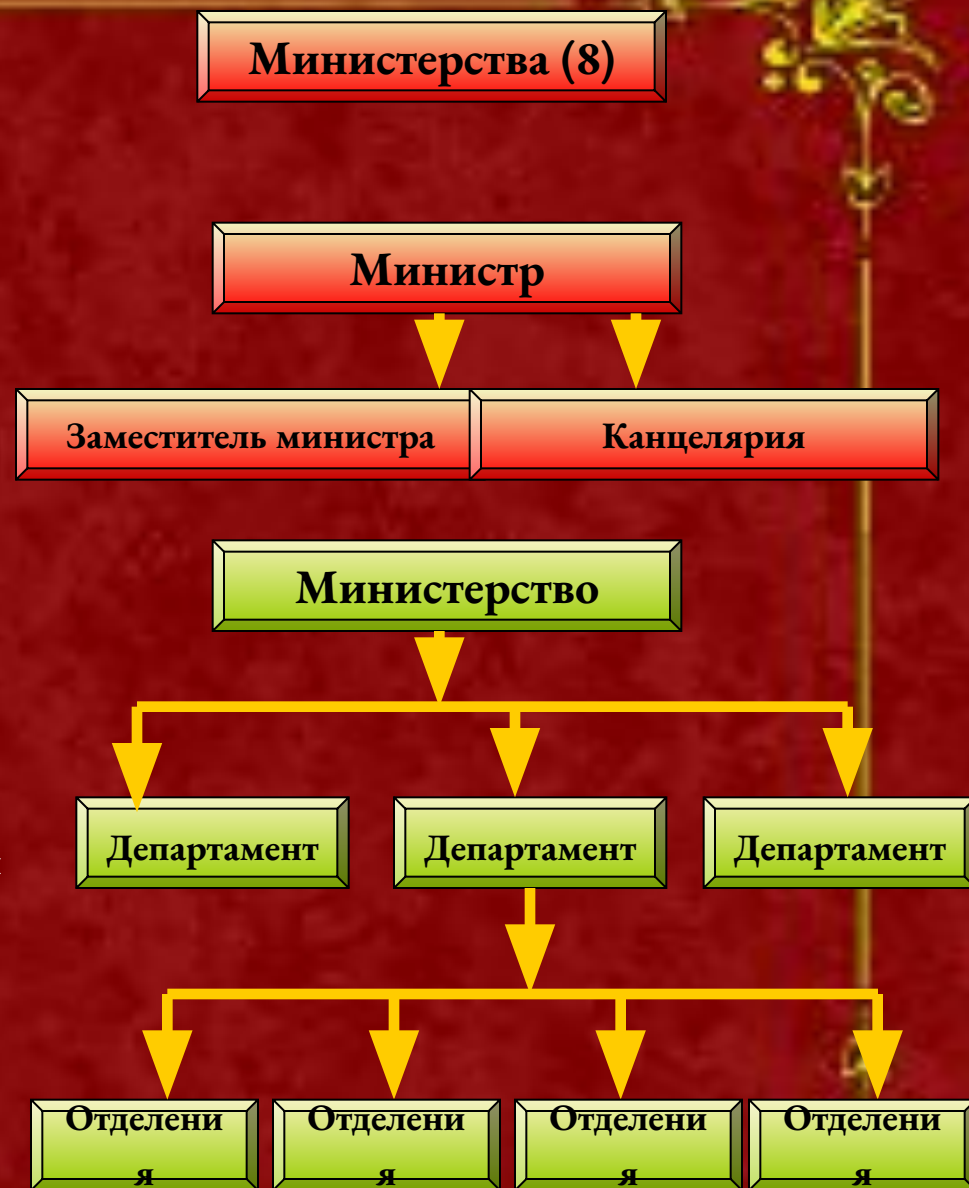 Министерства (8)
Министр
Заместитель министра
Канцелярия
Министерство
Департамент
Департамент
Департамент
Отделени
я
Отделени
я
Отделени
я
Отделени
я